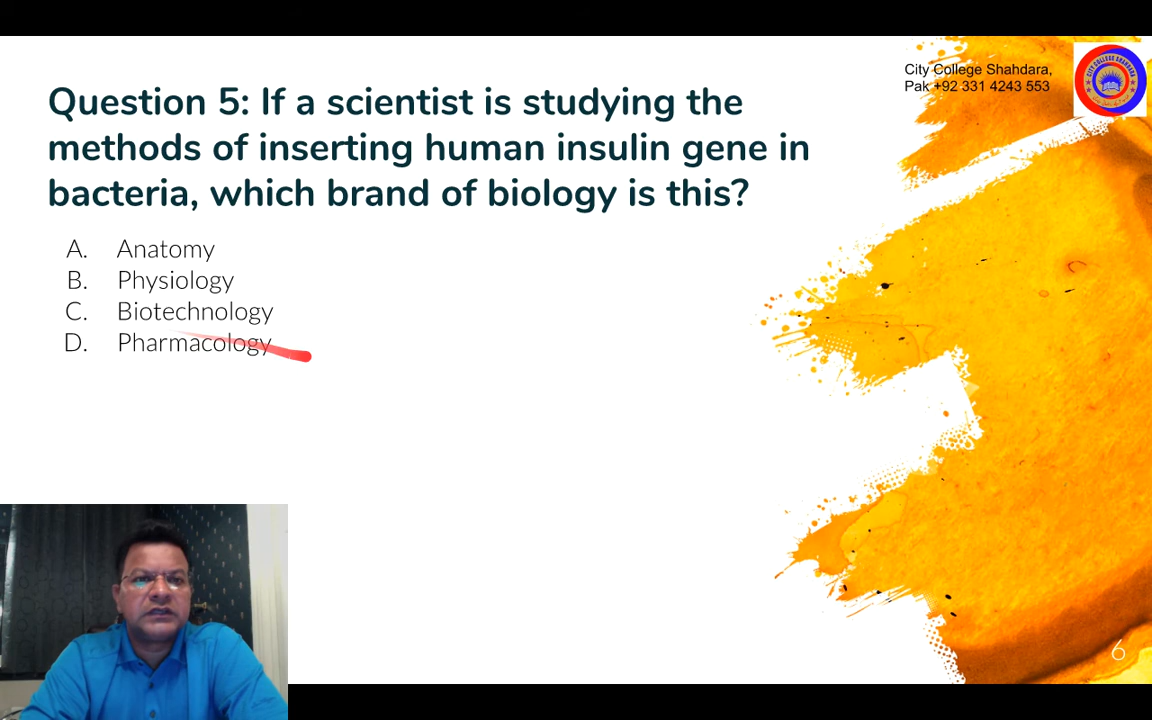 City College Shahdara,
Pak +92 331 4243 553
Question 5: If a scientist is studying the
methods of inserting human insulin gene in
bacteria, which brand of biology is this?
A. Anatomy
B. Physiology
C. Biotechnology
D. Pharmacology
6